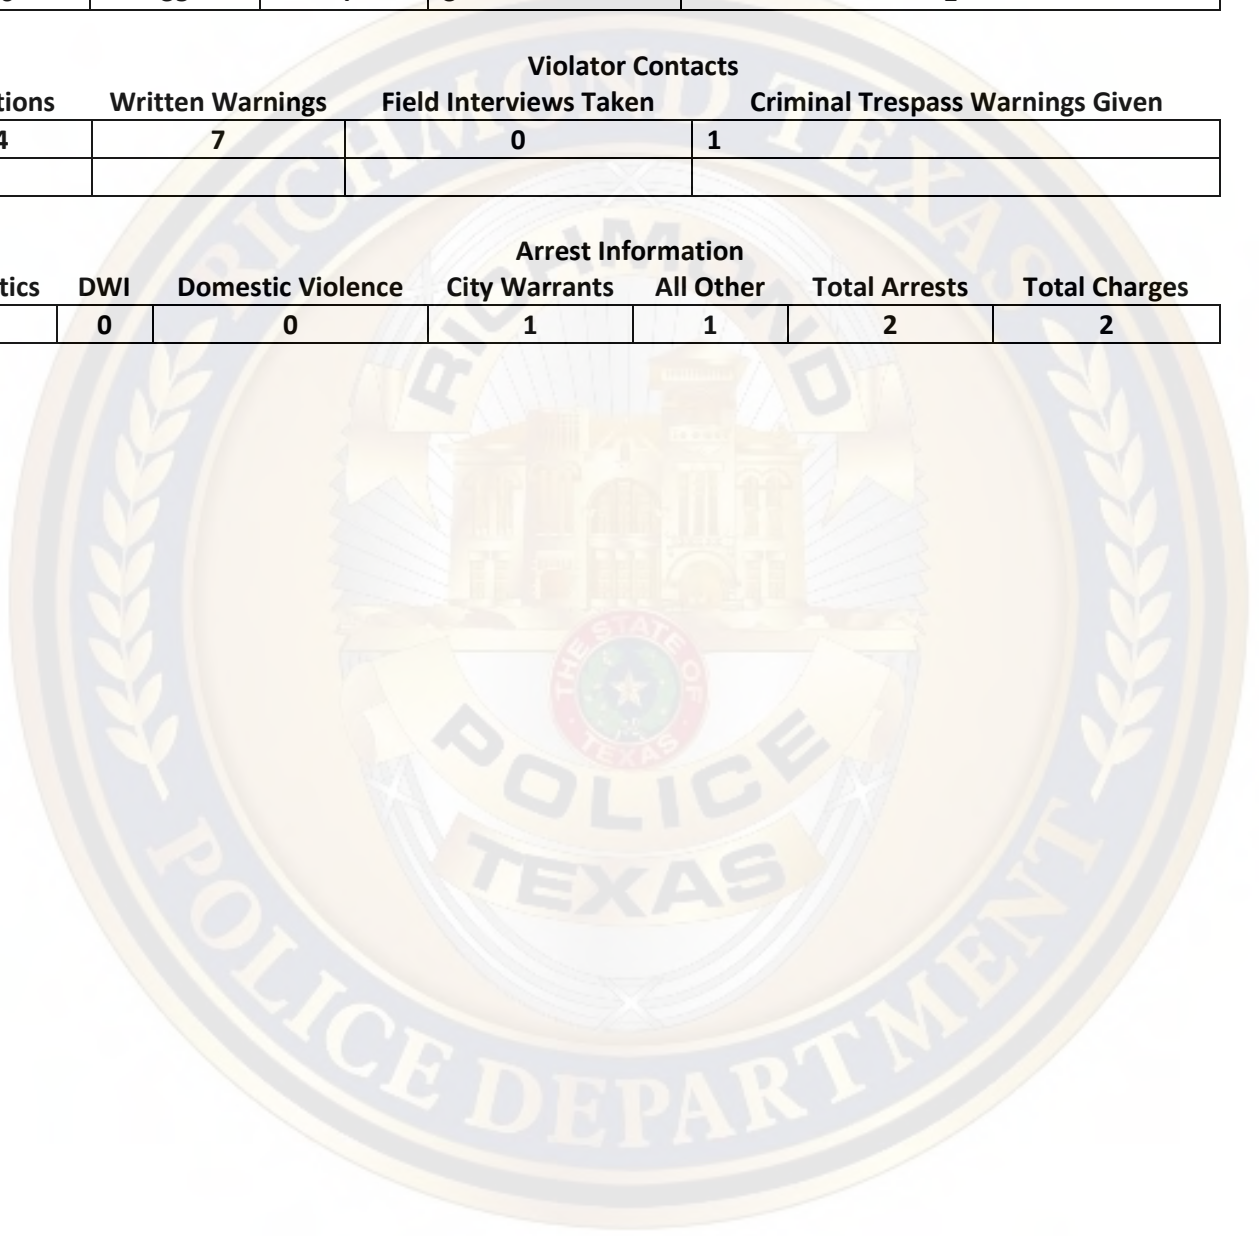 Violator Contacts
tions Written Warnings Field Interviews Taken Criminal Trespass Warnings Given
4 7 0 1
Arrest Information
tics DWI Domestic Violence City Warrants All Other Total Arrests Total Charges
0 0 1 1 2 2
RICHMOND TEXAS
RICHMOND
THE STATE OF
TEXAS
POLICE
TEXAS
POLICE DEPARTMENT